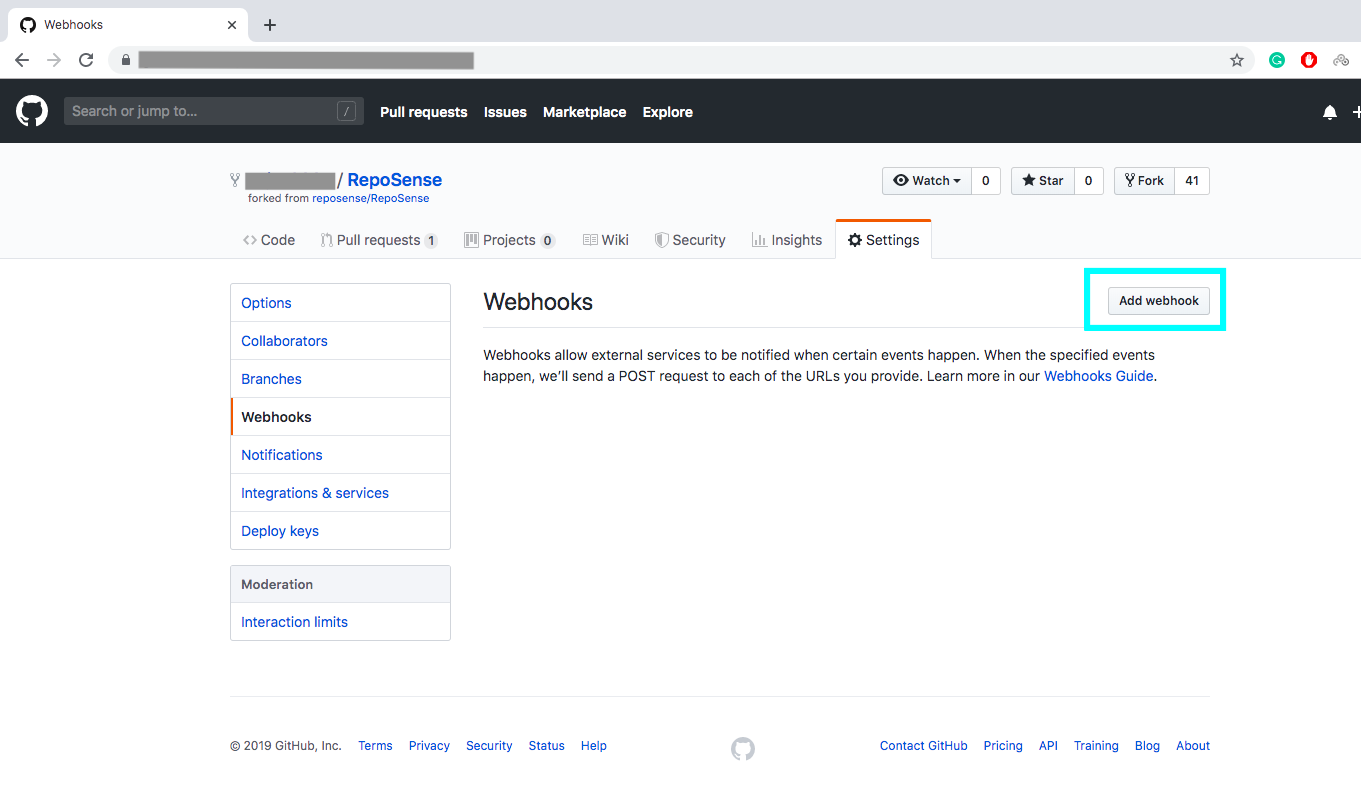 Webhooks
Search or jump to... /
Pull requests Issues Marketplace Explore
/ RepoSense
forked from reposense/RepoSense
Watch 0 Star 0 Fork 41
Code Pull requests 1 Projects 0 Wiki Security Insights Settings
Options
Collaborators
Branches
Webhooks
Notifications
Integrations & services
Deploy keys
Moderation
Interaction limits
Webhooks
Add webhook
Webhooks allow external services to be notified when certain events happen. When the specified events
happen, we’ll send a POST request to each of the URLs you provide. Learn more in our Webhooks Guide.
© 2019 GitHub, Inc. Terms Privacy Security Status Help
Contact GitHub Pricing API Training Blog About